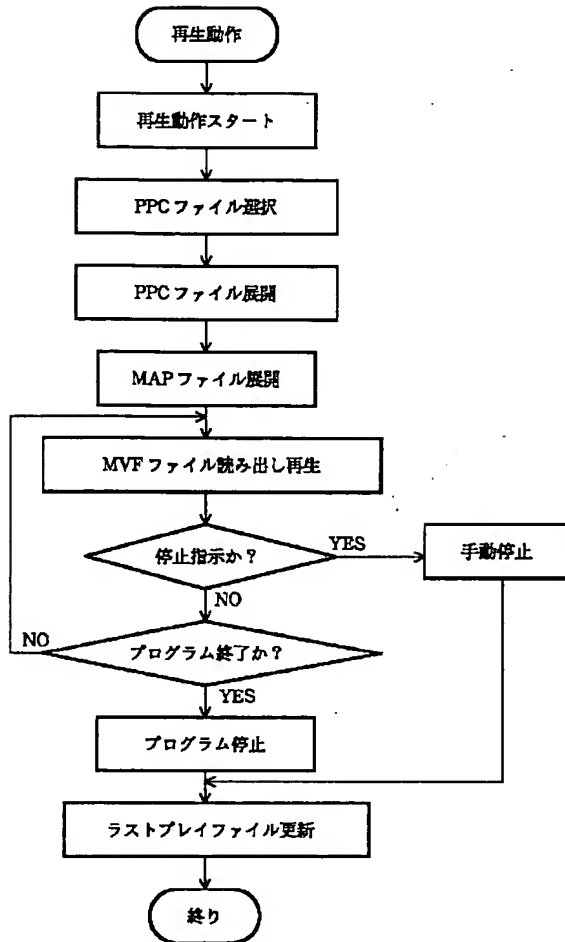 再生動作
再生動作スタート
PPCファイル選択
PPCファイル展開
MAPファイル展開
MVFファイル読み出し再生
停止指示か？
YES
手動停止
NO
プログラム終了か？
NO
YES
プログラム停止
ラストプレイファイル更新
終り